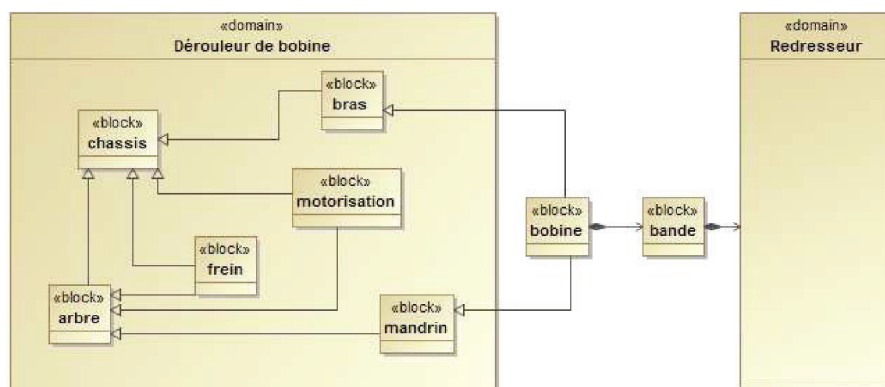 «domain»
Dérouleur de bobine
«domain»
Redresseur
«block»
bras
«block»
chassis
«block»
motorisation
«block»
bobine
«block»
bande
«block»
frein
«block»
arbre
«block»
mandrin